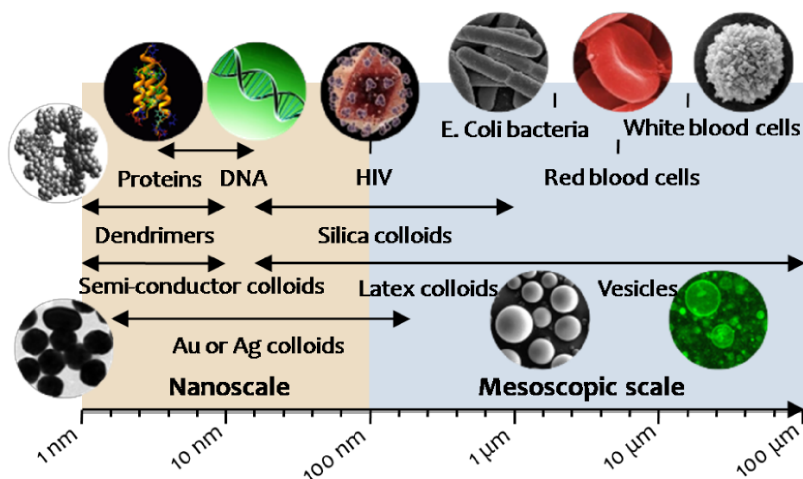 E. Coli bacteria
White blood cells
Proteins
DNA
HIV
Red blood cells
Dendrimers
Silica colloids
Semi-conductor colloids
Latex colloids
Vesicles
Au or Ag colloids
Nanoscale
Mesoscopic scale
1 nm
10 nm
100 nm
1 μm
10 μm
100 μm